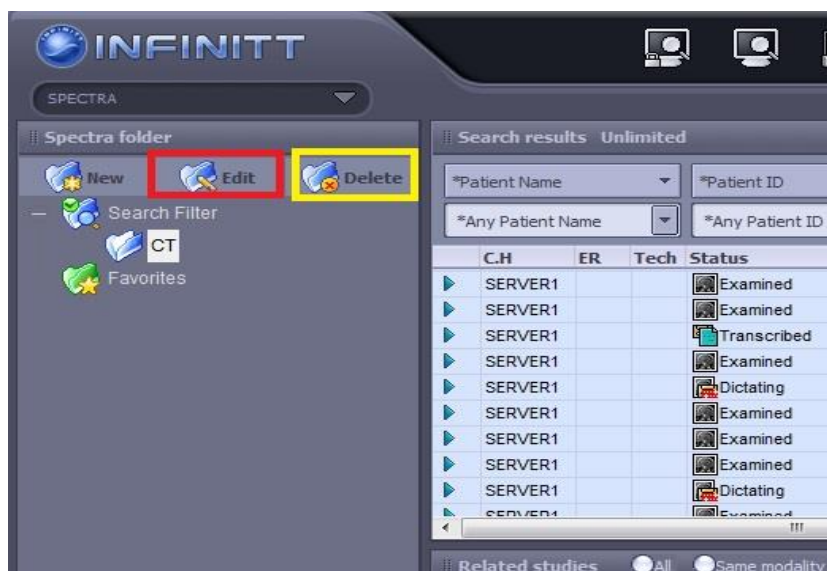 INFINITT
SPECTRA
Spectra folder
New Edit Delete
Search Filter
CT
Favorites
Search results Unlimited
*Patient Name *Patient ID
*Any Patient Name *Any Patient ID
C.H ER Tech Status
SERVER1 Examined
SERVER1 Examined
SERVER1 Transcribed
SERVER1 Examined
SERVER1 Dictating
SERVER1 Examined
SERVER1 Examined
SERVER1 Examined
SERVER1 Dictating
SERVER1 Examined
Related studies All Same modality